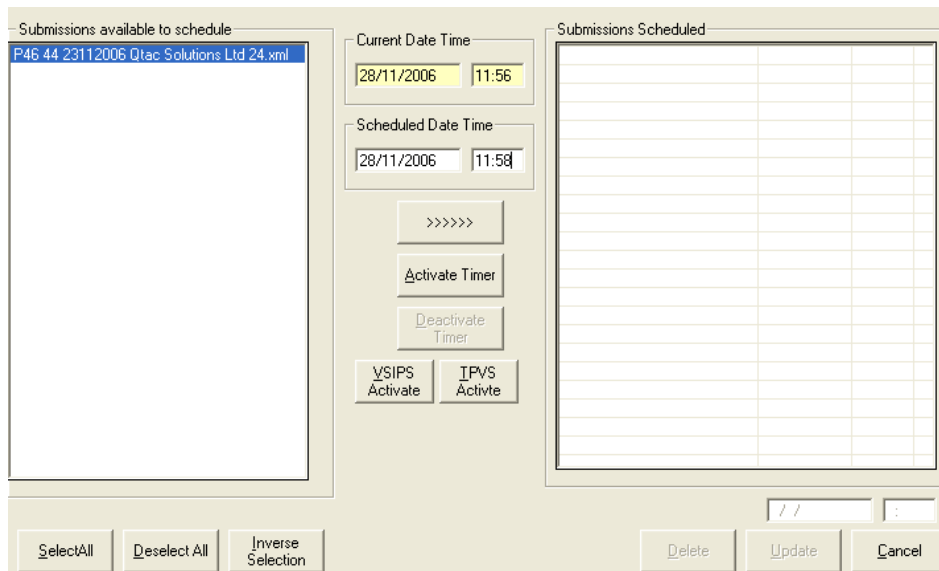 Submissions available to schedule
P46 44 23112006 Qtac Solutions Ltd 24.xml
Current Date Time
28/11/2006 11:56
Scheduled Date Time
28/11/2006 11:58
>>>>>>
Activate Timer
Deactivate
Timer
VSIPS
Activate
TPVS
Activte
Submissions Scheduled
/ / :
SelectAll
Deselect All
Inverse
Selection
Delete
Update
Cancel